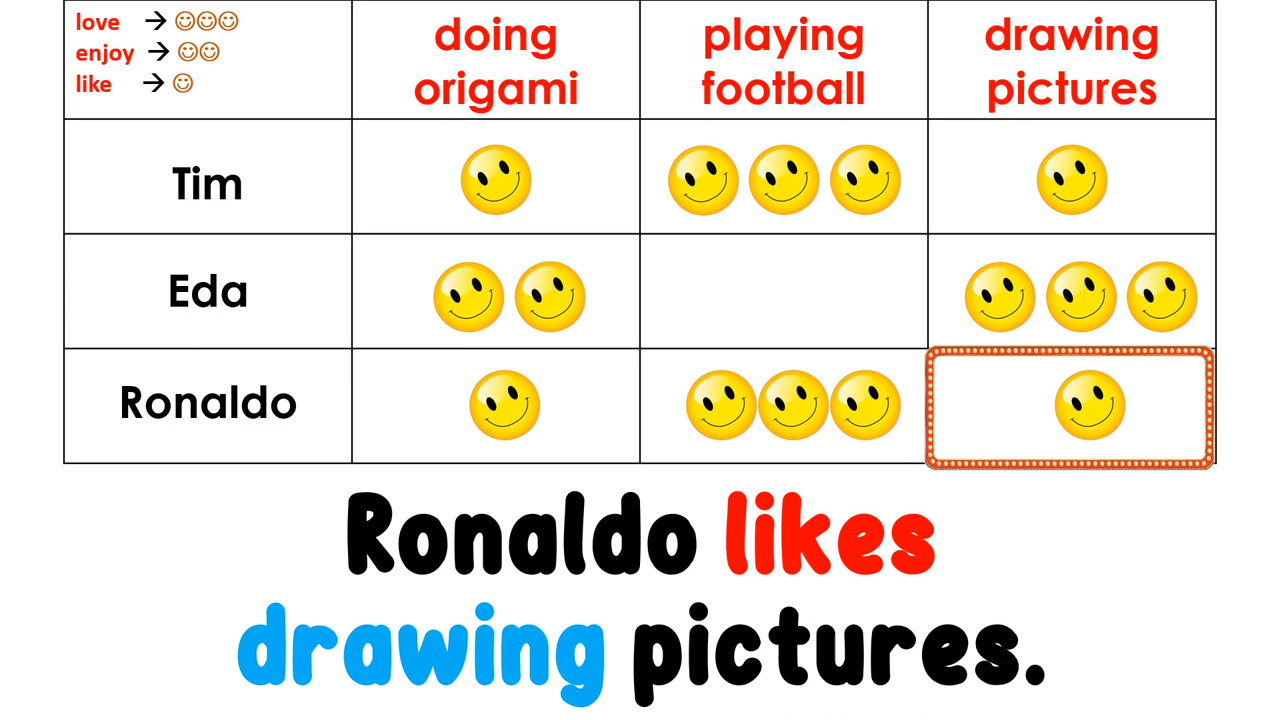 love → ☺☺☺
enjoy → ☺☺
like → ☺
doing origami
playing football
drawing pictures
Tim
Eda
Ronaldo
Ronaldo likes
drawing pictures.